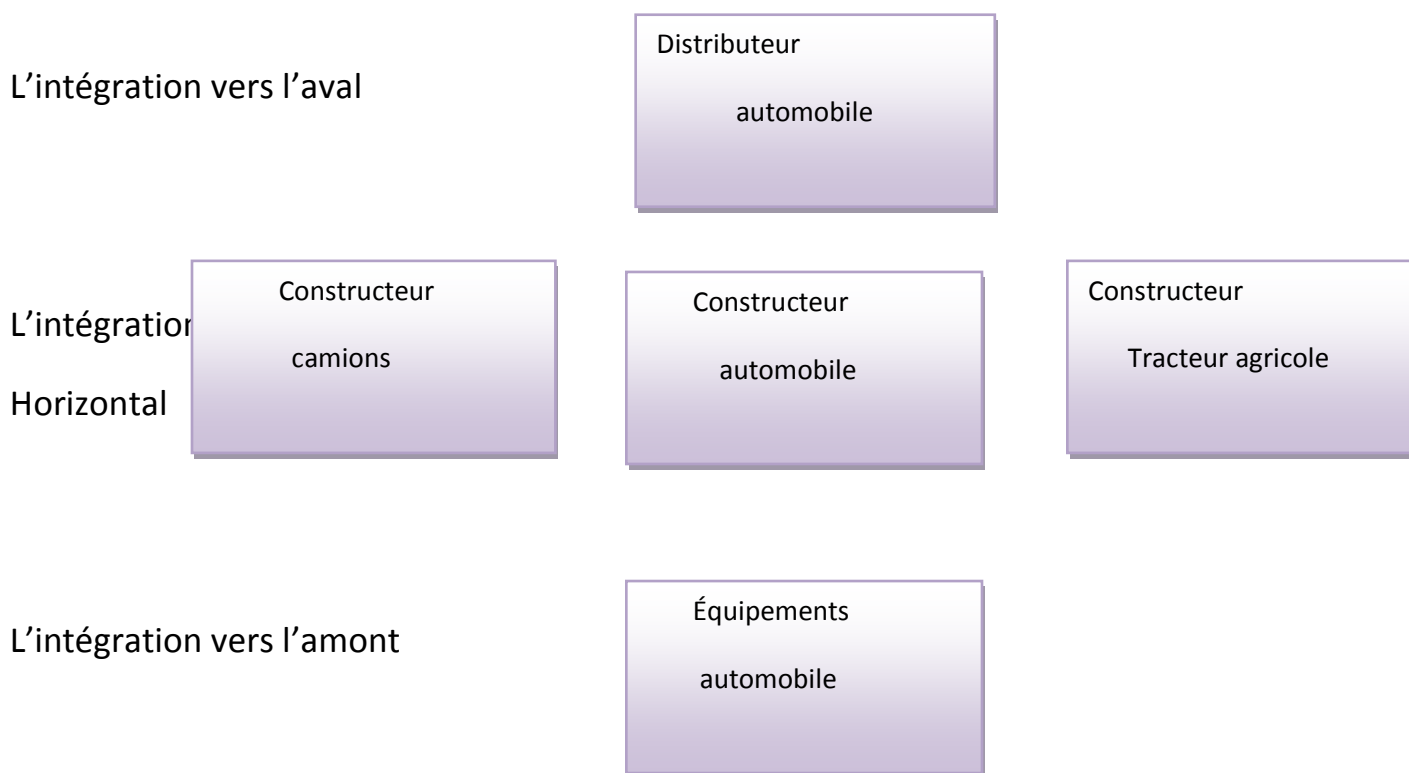 Distributeur
L’intégration vers l’aval
automobile
Constructeur
Constructeur
Constructeur
L’intégration
camions
automobile
Tracteur agricole
Horizontal
Équipements
L’intégration vers l’amont
automobile